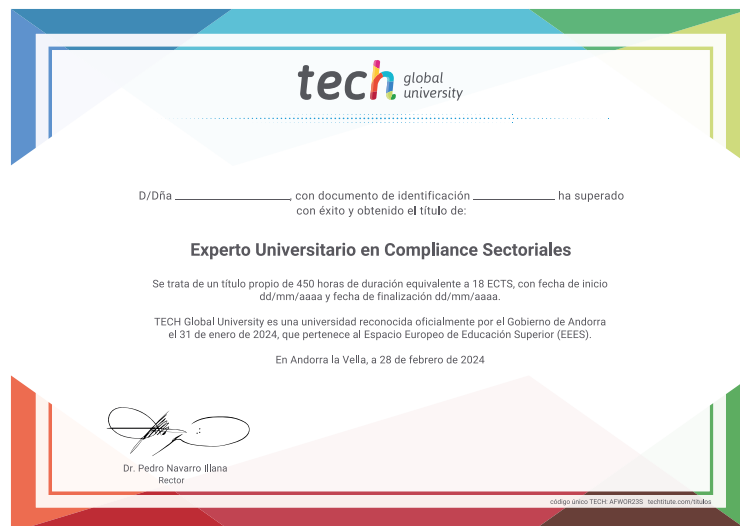 tech global university
D/Dña ____________, con documento de identificación ____________ ha superado
con éxito y obtenido el título de:
Experto Universitario en Compliance Sectoriales
Se trata de un título propio de 450 horas de duración equivalente a 18 ECTS, con fecha de inicio
dd/mm/aaaa y fecha de finalización dd/mm/aaaa.
TECH Global University es una universidad reconocida oficialmente por el Gobierno de Andorra
el 31 de enero de 2024, que pertenece al Espacio Europeo de Educación Superior (EEES).
En Andorra la Vella, a 28 de febrero de 2024
Dr. Pedro Navarro Illana
Rector
código único TECH: AFWOR23S techtitute.com/titulos